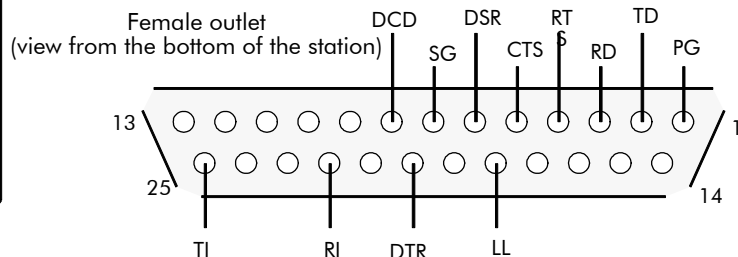 Female outlet
(view from the bottom of the station)
DCD
SG
DSR
CTS
RT
S
RD
TD
PG
13
1
25
14
TI
RI
DTR
LL